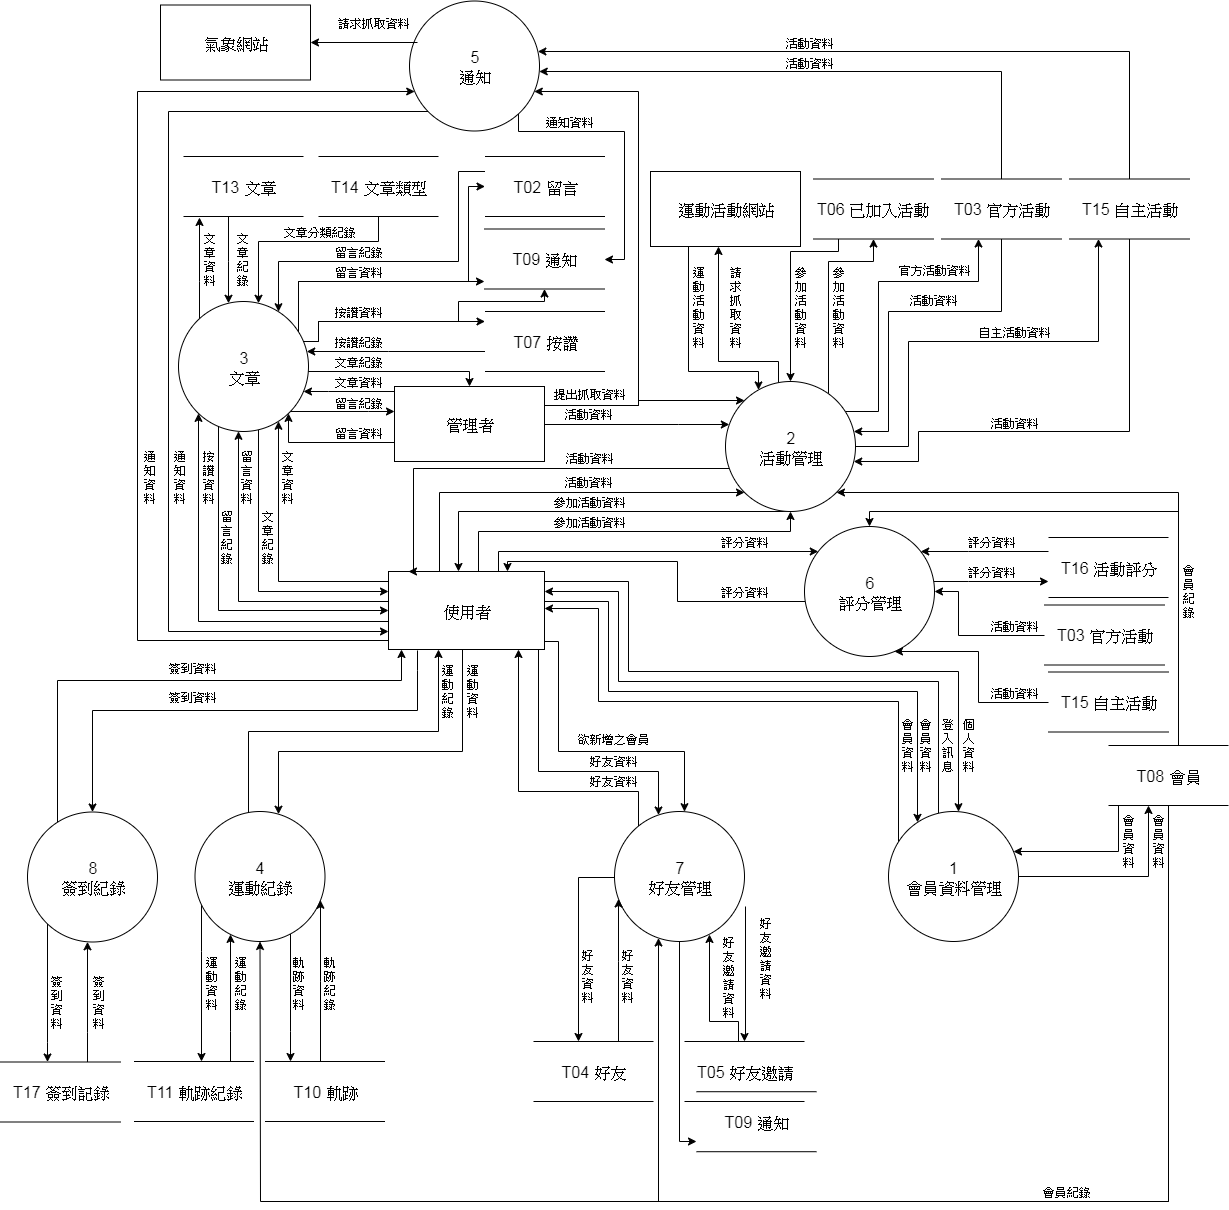 請求抓取資料
氣象網站
5
通知
活動資料
活動資料
通知資料
T13 文章
T14 文章類型
T02 留言
運動活動網站
T06 已加入活動
T03 官方活動
T15 自主活動
文章資料
文章紀錄
文章分類紀錄
留言紀錄
留言資料
T09 通知
運動活動資料
請求抓取資料
參加活動資料
參加活動資料
官方活動資料
活動資料
自主活動資料
按讚資料
按讚紀錄
T07 按讚
3
文章
文章紀錄
文章資料
留言紀錄
留言資料
管理者
提出抓取資料
活動資料
2
活動管理
活動資料
通知資料
通知資料
按讚資料
留言資料
文章資料
留言紀錄
文章紀錄
活動資料
活動資料
參加活動資料
參加活動資料
評分資料
評分資料
6
評分管理
評分資料
T16 活動評分
評分資料
會員紀錄
活動資料
T03 官方活動
活動資料
T15 自主活動
使用者
簽到資料
簽到資料
運動紀錄
運動資料
欲新增之會員
好友資料
好友資料
會員資料
會員資料
登入訊息
個人資料
T08 會員
會員資料
會員資料
8
簽到紀錄
4
運動紀錄
7
好友管理
1
會員資料管理
簽到資料
簽到資料
運動資料
運動紀錄
軌跡資料
軌跡紀錄
好友資料
好友資料
好友邀請資料
好友邀請資料
T17 簽到記錄
T11 軌跡紀錄
T10 軌跡
T04 好友
T05 好友邀請
T09 通知
會員紀錄